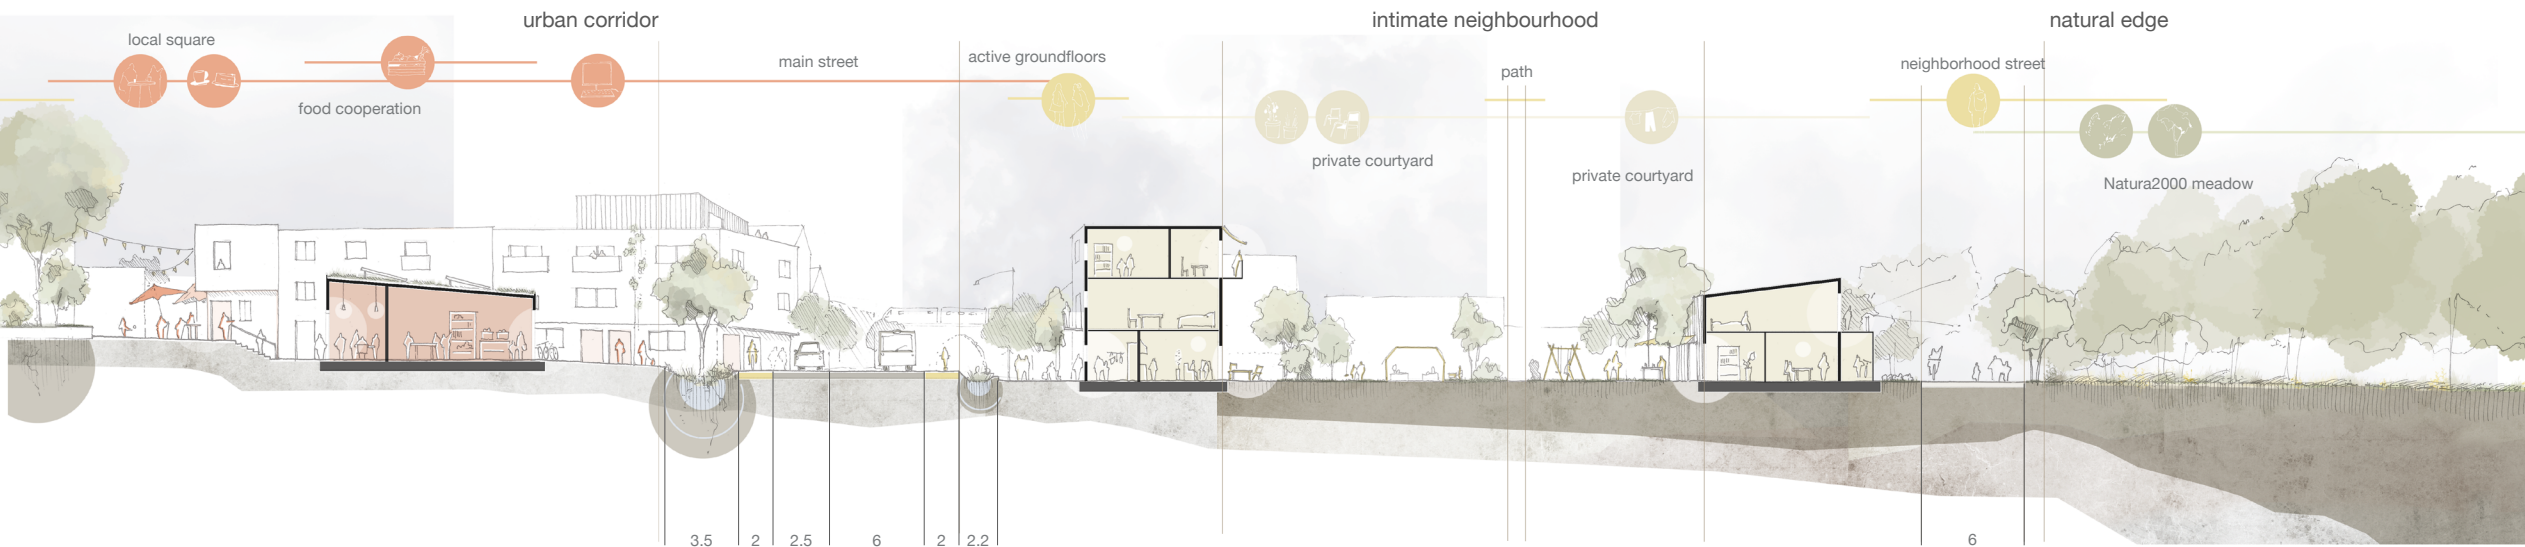 urban corridor
intimate neighbourhood
natural edge
local square
food cooperation
main street
active groundfloors
private courtyard
path
private courtyard
neighborhood street
Natura2000 meadow
3.5
2
2.5
6
2
2.2
6